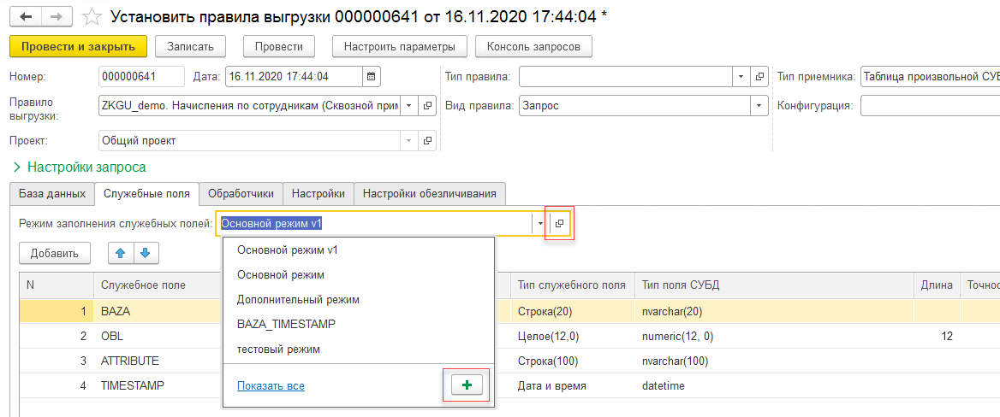 Установить правила выгрузки 000000641 от 16.11.2020 17:44:04 *
Провести и закрыть Записать Провести Настроить параметры Консоль запросов
Номер: 000000641 Дата: 16.11.2020 17:44:04 Тип правила: Тип приемника: Таблица произвольной СУБ
Правило выгрузки: ZKGU_demo. Начисления по сотрудникам (Сквозной прим Вид правила: Запрос Конфигурация:
Проект: Общий проект
Настройки запроса
База данных Служебные поля Обработчики Настройки Настройки обезличивания
Режим заполнения служебных полей: Основной режим v1
Добавить
Основной режим v1
Основной режим
Дополнительный режим
BAZA_TIMESTAMP
тестовый режим
Показать все
N Служебное поле Тип служебного поля Тип поля СУБД Длина Точнос
1 BAZA Строка(20) nvarchar(20)
2 OBL Целое(12,0) numeric(12, 0) 12
3 ATTRIBUTE Строка(100) nvarchar(100)
4 TIMESTAMP Дата и время datetime